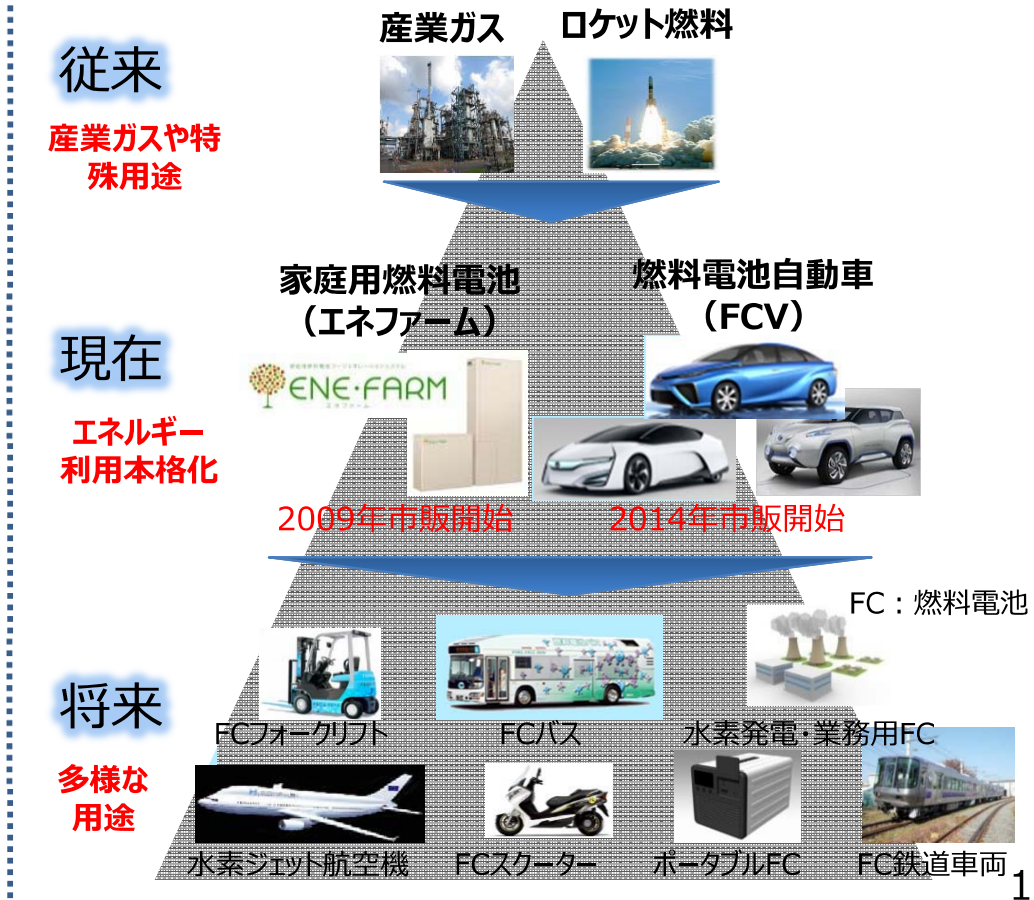 産業ガス
ロケット燃料
従来
産業ガスや特
殊用途
家庭用燃料電池
（エネファーム）
燃料電池自動車
（FCV）
現在
ENE・FARM
エネファーム
エネルギー
利用本格化
2009年市販開始
2014年市販開始
FC：燃料電池
将来
FCフォークリフト
FCバス
水素発電・業務用FC
多様な
用途
水素ジェット航空機
FCスクーター
ポータブルFC
FC鉄道車両
1